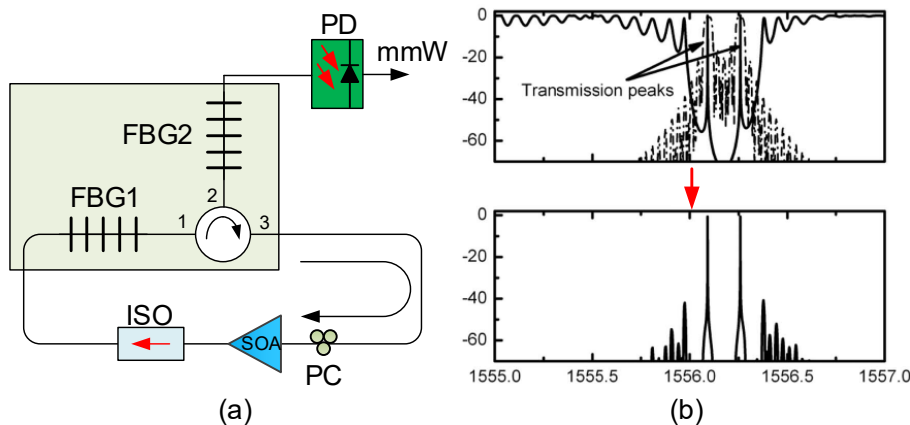 PD
mmW
FBG2
FBG1
2
1
3
ISO
SOA
PC
(a)
0
-20
-40
-60
Transmission peaks
0
-20
-40
-60
1555.0
1555.5
1556.0
1556.5
1557.0
(b)